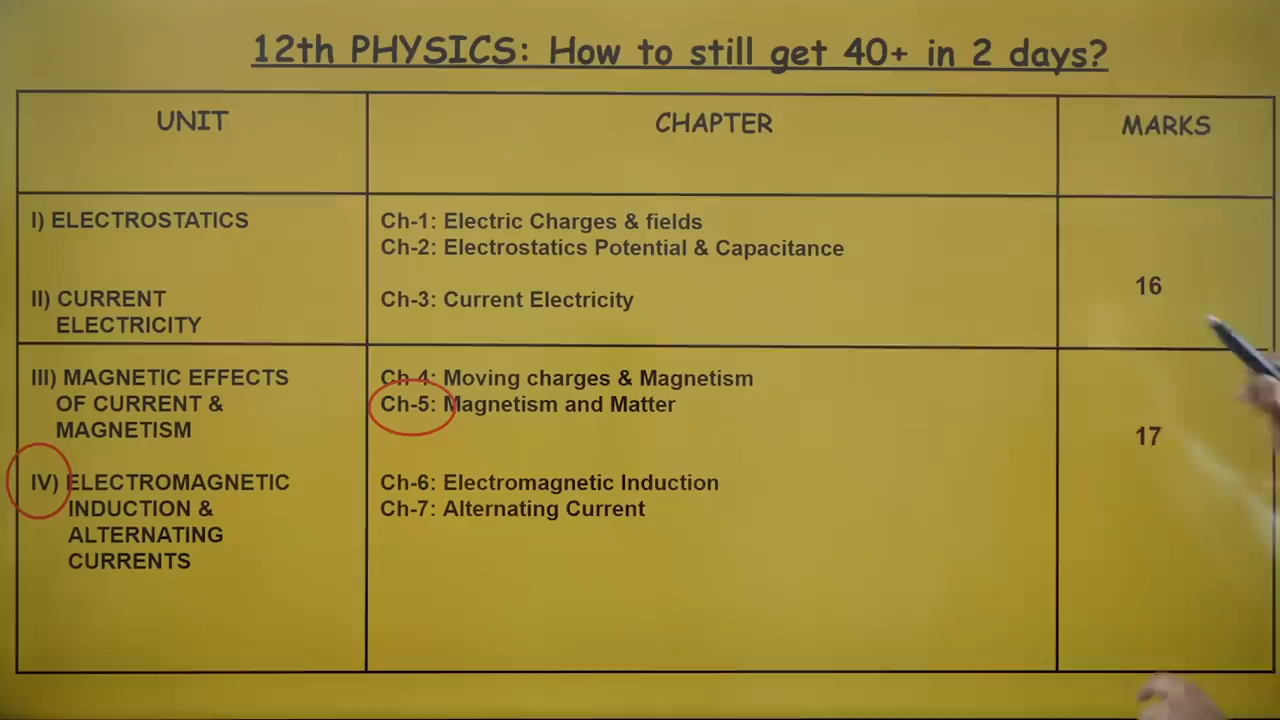 12th PHYSICS: How to still get 40+ in 2 days?
UNIT
CHAPTER
MARKS
I) ELECTROSTATICS
Ch-1: Electric Charges & fields
Ch-2: Electrostatics Potential & Capacitance
II) CURRENT
ELECTRICITY
Ch-3: Current Electricity
16
III) MAGNETIC EFFECTS
OF CURRENT &
MAGNETISM
Ch-4: Moving charges & Magnetism
Ch-5: Magnetism and Matter
17
IV) ELECTROMAGNETIC
INDUCTION &
ALTERNATING
CURRENTS
Ch-6: Electromagnetic Induction
Ch-7: Alternating Current